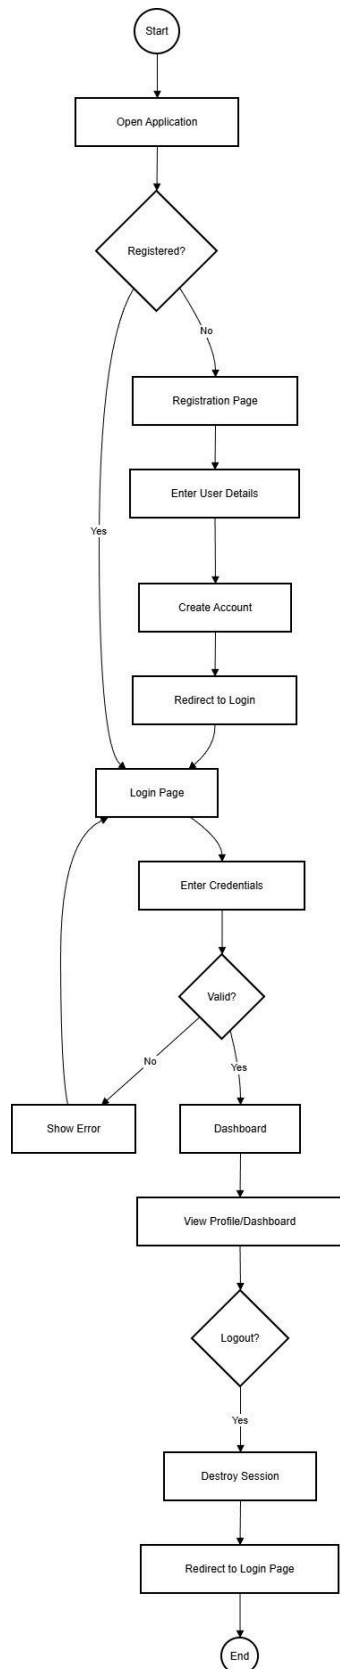 Start
Open Application
Registered?
No
Registration Page
Enter User Details
Yes
Create Account
Redirect to Login
Login Page
Enter Credentials
Valid?
No
Yes
Show Error
Dashboard
View Profile/Dashboard
Logout?
Yes
Destroy Session
Redirect to Login Page
End